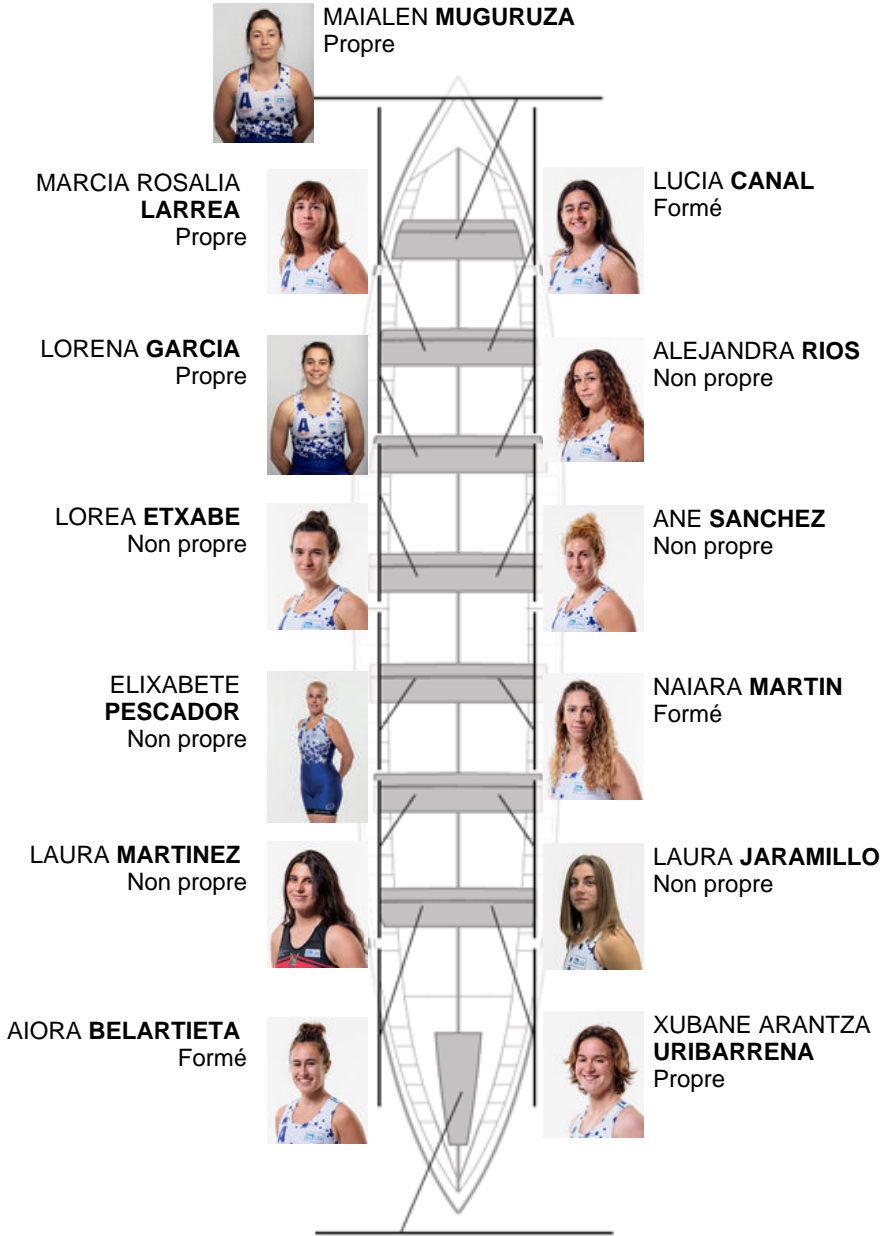 MAIALEN MUGURUZA
Propre
MARCIA ROSALIA
LARREA
Propre
LUCIA CANAL
Formé
LORENA GARCIA
Propre
ALEJANDRA RIOS
Non propre
LOREA ETXABE
Non propre
ANE SANCHEZ
Non propre
ELIXABETE
PESCADOR
Non propre
NAIARA MARTIN
Formé
LAURA MARTINEZ
Non propre
LAURA JARAMILLO
Non propre
AIORA BELARTIETA
Formé
XUBANE ARANTZA
URIBARRENA
Propre